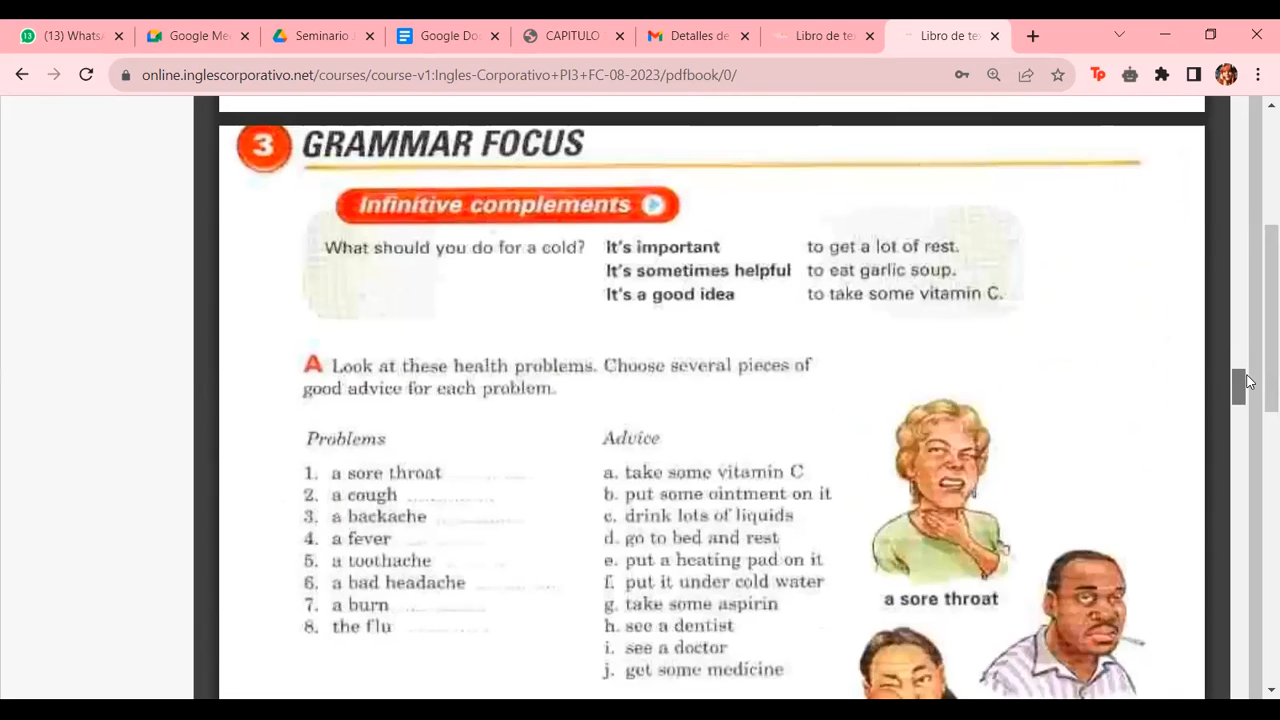 (13) WhatsA
Google Me
Seminario
Google Do
CAPITULO
Detalles de
Libro de te
Libro de te
online.inglescorporativo.net/courses/course-v1:Ingles-Corporativo+PI3+FC-08-2023/pdfbook/0/
Tp
3 GRAMMAR FOCUS
Infinitive complements
What should you do for a cold? It's important to get a lot of rest.
It's sometimes helpful to eat garlic soup.
It's a good idea to take some vitamin C.
A Look at these health problems. Choose several pieces of
good advice for each problem.
Problems
1. a sore throat
2. a cough
3. a backache
4. a fever
5. a toothache
6. a bad headache
7. a burn
8. the flu
Advice
a. take some vitamin C
b. put some ointment on it
c. drink lots of liquids
d. go to bed and rest
e. put a heating pad on it
f. put it under cold water
g. take some aspirin
h. see a dentist
i. see a doctor
j. get some medicine
a sore throat